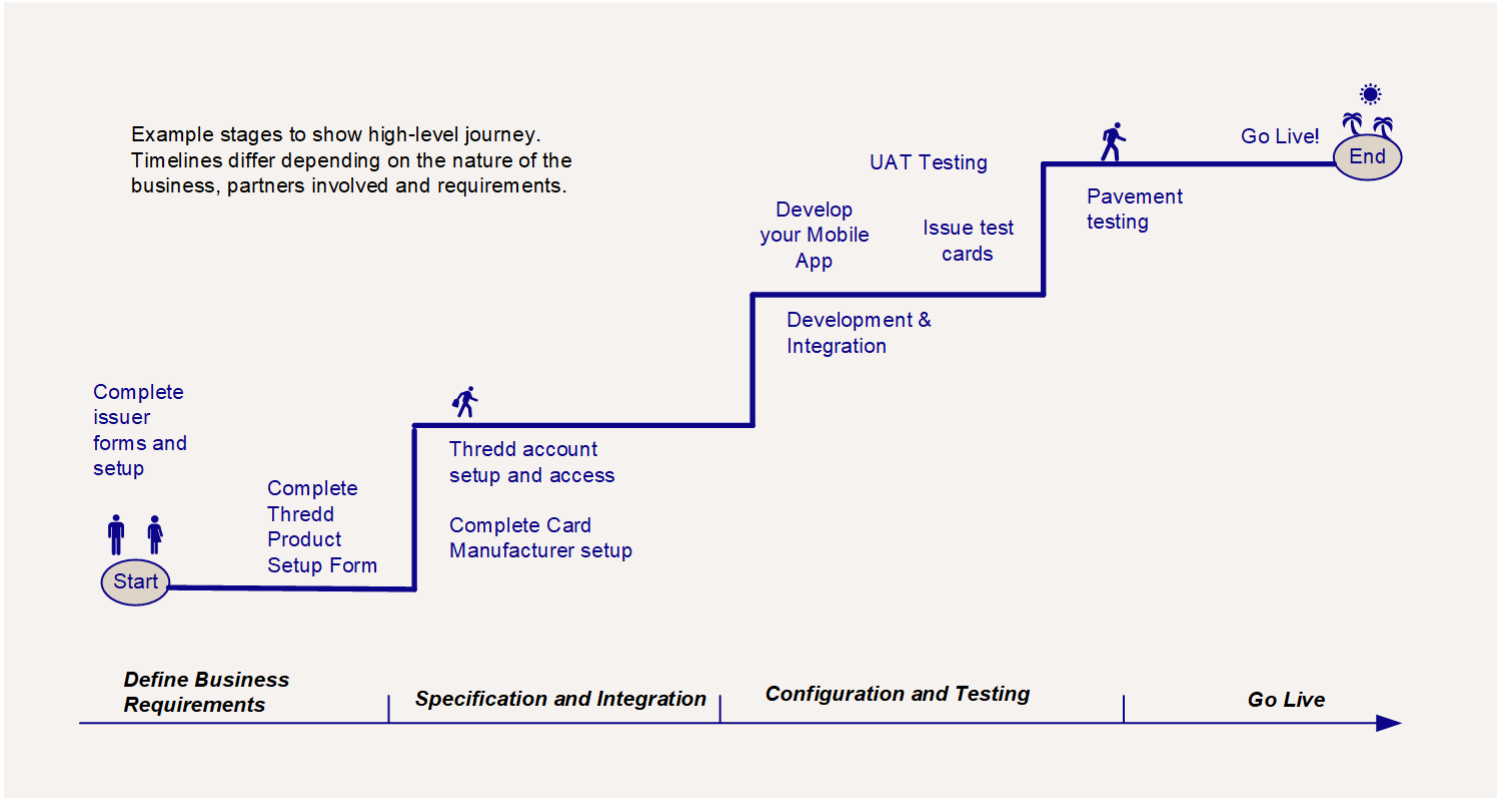 Example stages to show high-level journey.
Timelines differ depending on the nature of the
business, partners involved and requirements.
Complete
issuer
forms and
setup
Start
Complete
Thredd
Product
Setup Form
Thredd account
setup and access
Complete Card
Manufacturer setup
Develop
your Mobile
App
UAT Testing
Issue test
cards
Development &
Integration
Pavement
testing
Go Live!
End
Define Business
Requirements
Specification and Integration
Configuration and Testing
Go Live